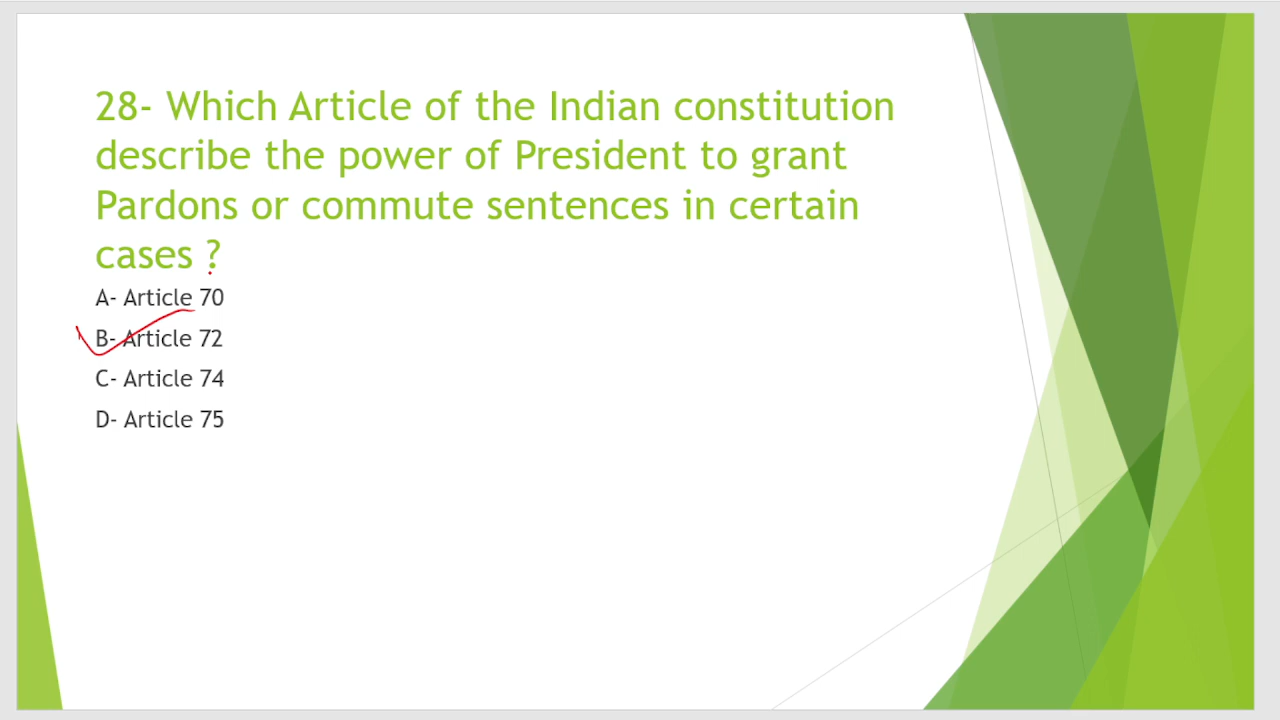 28- Which Article of the Indian constitution
describe the power of President to grant
Pardons or commute sentences in certain
cases ?
A- Article 70
B- Article 72
C- Article 74
D- Article 75